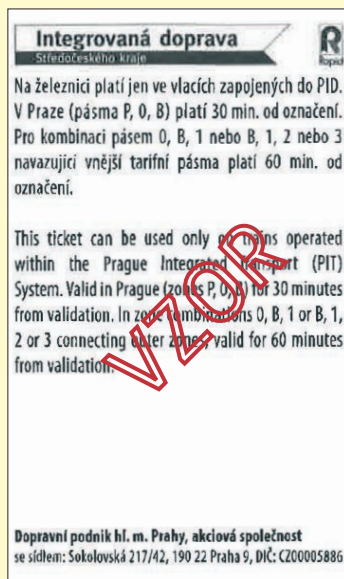 Integrovaná doprava
Středočeského kraje
Ropid
Na železnici platí jen ve vlacích zapojených do PID.
V Praze (pásma P, 0, B) platí 30 min. od označení.
Pro kombinaci pásem 0, B, 1 nebo B, 1, 2 nebo 3
navazující vnější tarifní pásma platí 60 min. od
označení.
This ticket can be used only on trains operated
within the Prague Integrated Transport (PIT)
System. Valid in Prague (zones P, 0, B) for 30 minutes
from validation. In zone combinations 0, B, 1 or B, 1,
2 or 3 connecting outer zones, valid for 60 minutes
from validation.
VZOR
Dopravní podnik hl. m. Prahy, akciová společnost
se sídlem: Sokolovská 217/42, 190 22 Praha 9, DIČ: CZ00005886